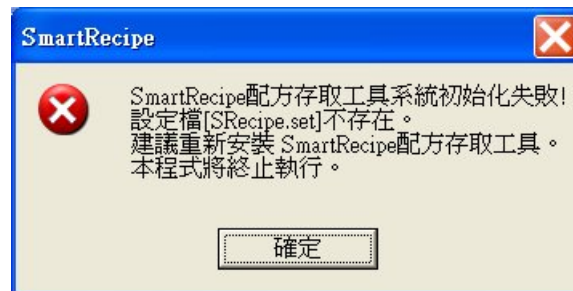 SmartRecipe
SmartRecipe配方存取工具系統初始化失敗!
設定檔[SRecipe.set]不存在。
建議重新安裝 SmartRecipe配方存取工具。
本程式將終止執行。
確定